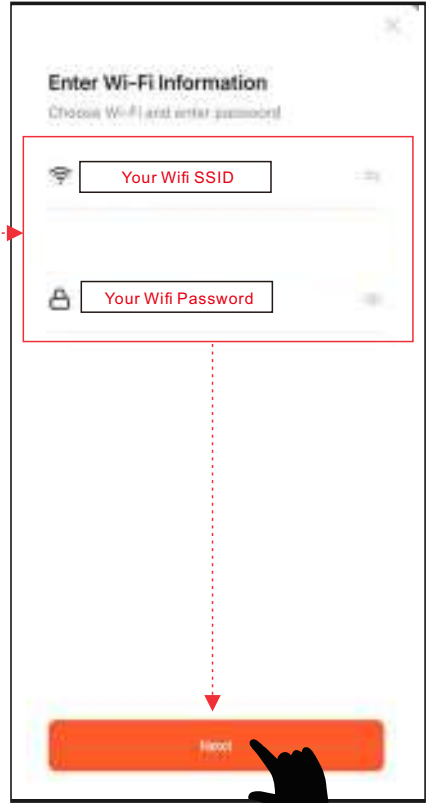 Enter Wi-Fi Information
Choose Wi-Fi and enter password
Your Wifi SSID
Your Wifi Password
Next